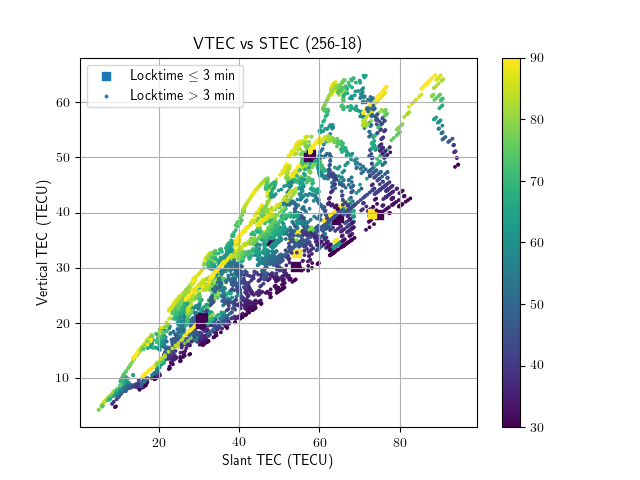 VTEC vs STEC (256-18)
Locktime ≤ 3 min
Locktime > 3 min
Vertical TEC (TECU)
60
50
40
30
20
10
20 40 60 80
Slant TEC (TECU)
90
80
70
60
50
40
30